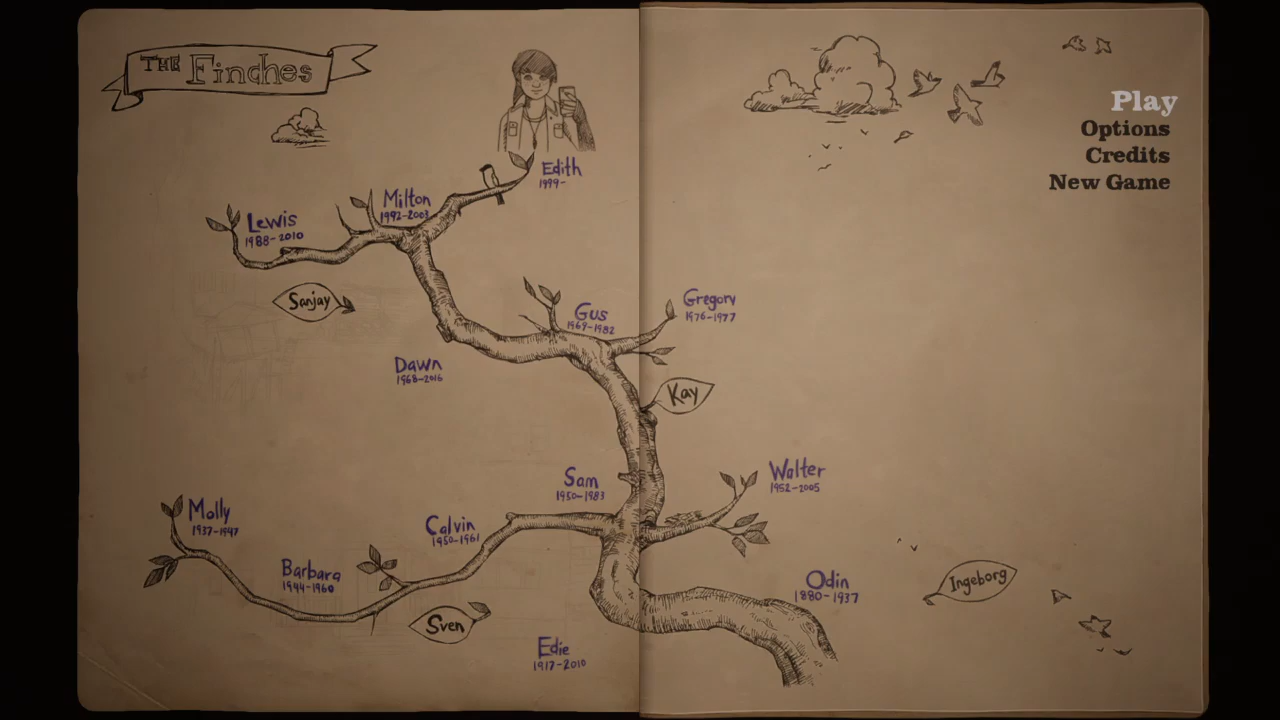 THE Finches
Play
Options
Credits
New Game
Edith
1999-
Milton
1992-2003
Lewis
1988-2010
Sanjay
Gus
1969-1982
Gregory
1976-1977
Dawn
1968-2016
Kay
Sam
1950-1983
Walter
1952-2005
Molly
1937-1947
Calvin
1950-1961
Barbara
1944-1960
Odin
1880-1937
Ingeborg
Sven
Edie
1917-2010